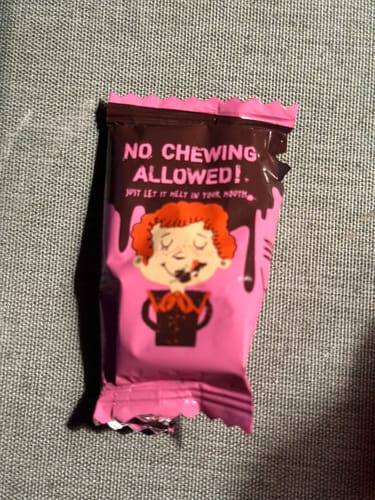 NO CHEWING
ALLOWED!
JUST LET IT MELT IN YOUR MOUTH